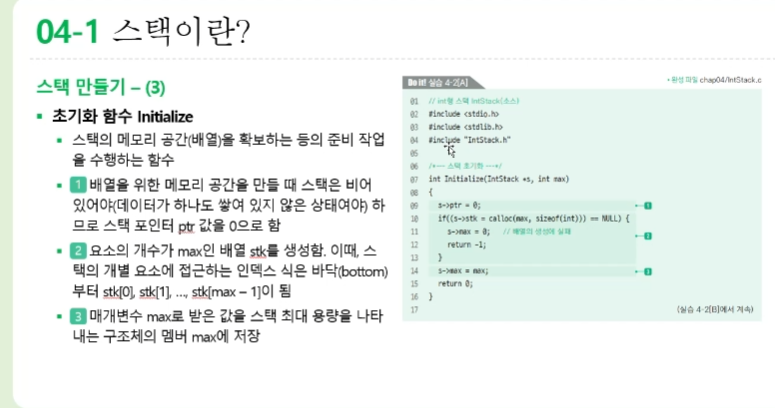 04-1 스택이란?
스택 만들기 – (3)
초기화 함수 Initialize
스택의 메모리 공간(배열)을 확보하는 등의 준비 작업
을 수행하는 함수
1 배열을 위한 메모리 공간을 만들 때 스택은 비어
있어야(데이터가 하나도 쌓여 있지 않은 상태여야) 하
므로 스택 포인터 ptr 값을 0으로 함
2 요소의 개수가 max인 배열 stk를 생성함. 이때, 스
택의 개별 요소에 접근하는 인덱스 식은 바닥(bottom)
부터 stk[0], stk[1], …, stk[max – 1]이 됨
3 매개변수 max로 받은 값을 스택 최대 용량을 나타
내는 구조체의 멤버 max에 저장
Do it! 실습 4-2[A]
• 완성 파일 chap04/IntStack.c
01 // int형 스택 IntStack(소스)
02 #include <stdio.h>
03 #include <stdlib.h>
04 #include "IntStack.h"
05
06 /*--- 스택 초기화 ---*/
07 int Initialize(IntStack *s, int max)
08 {
09 s->ptr = 0; 1
10 if((s->stk = calloc(max, sizeof(int))) == NULL) {
11 s->max = 0; // 배열의 생성에 실패 2
12 return -1;
13 }
14 s->max = max; 3
15 return 0;
16 }
17
(실습 4-2[B]에서 계속)